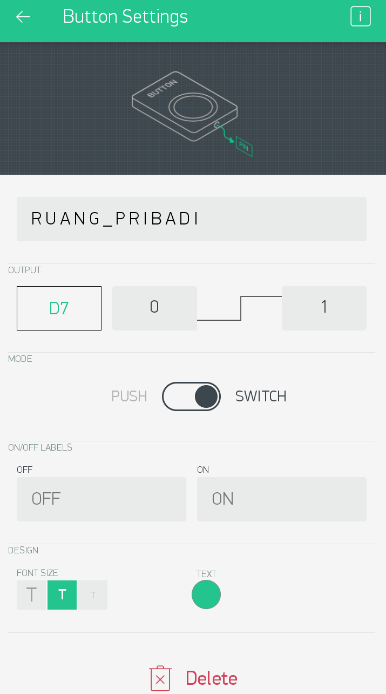 Button Settings
i
BUTTON
PIN
RUANG_PRIBADI
OUTPUT
D7 0 1
MODE
PUSH SWITCH
ON/OFF LABELS
OFF ON
OFF ON
DESIGN
FONT SIZE TEXT
T T T
Delete